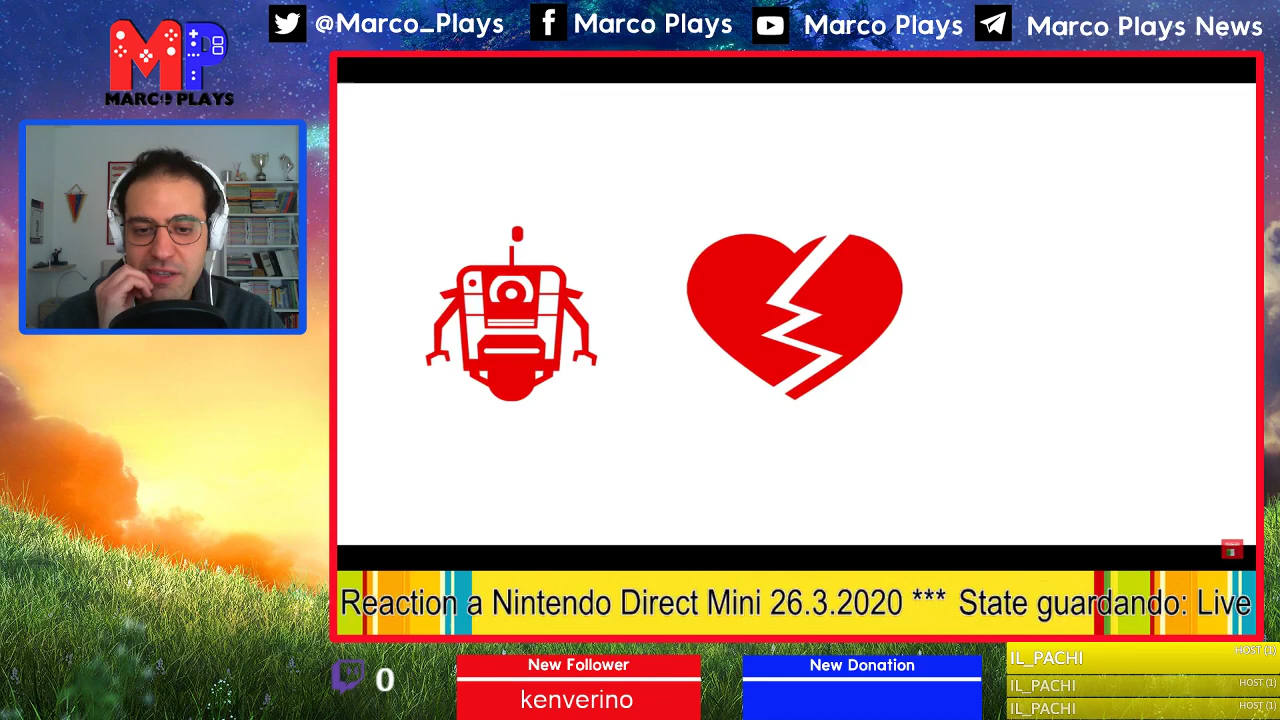 @Marco_Plays
Marco Plays
Marco Plays
Marco Plays News
MP
MARCO PLAYS
Reaction a Nintendo Direct Mini 26.3.2020 *** State guardando: Live
0
New Follower
kenverino
New Donation
IL_PACHI
HOST (1)
IL_PACHI
HOST (1)
IL_PACHI
HOST (1)